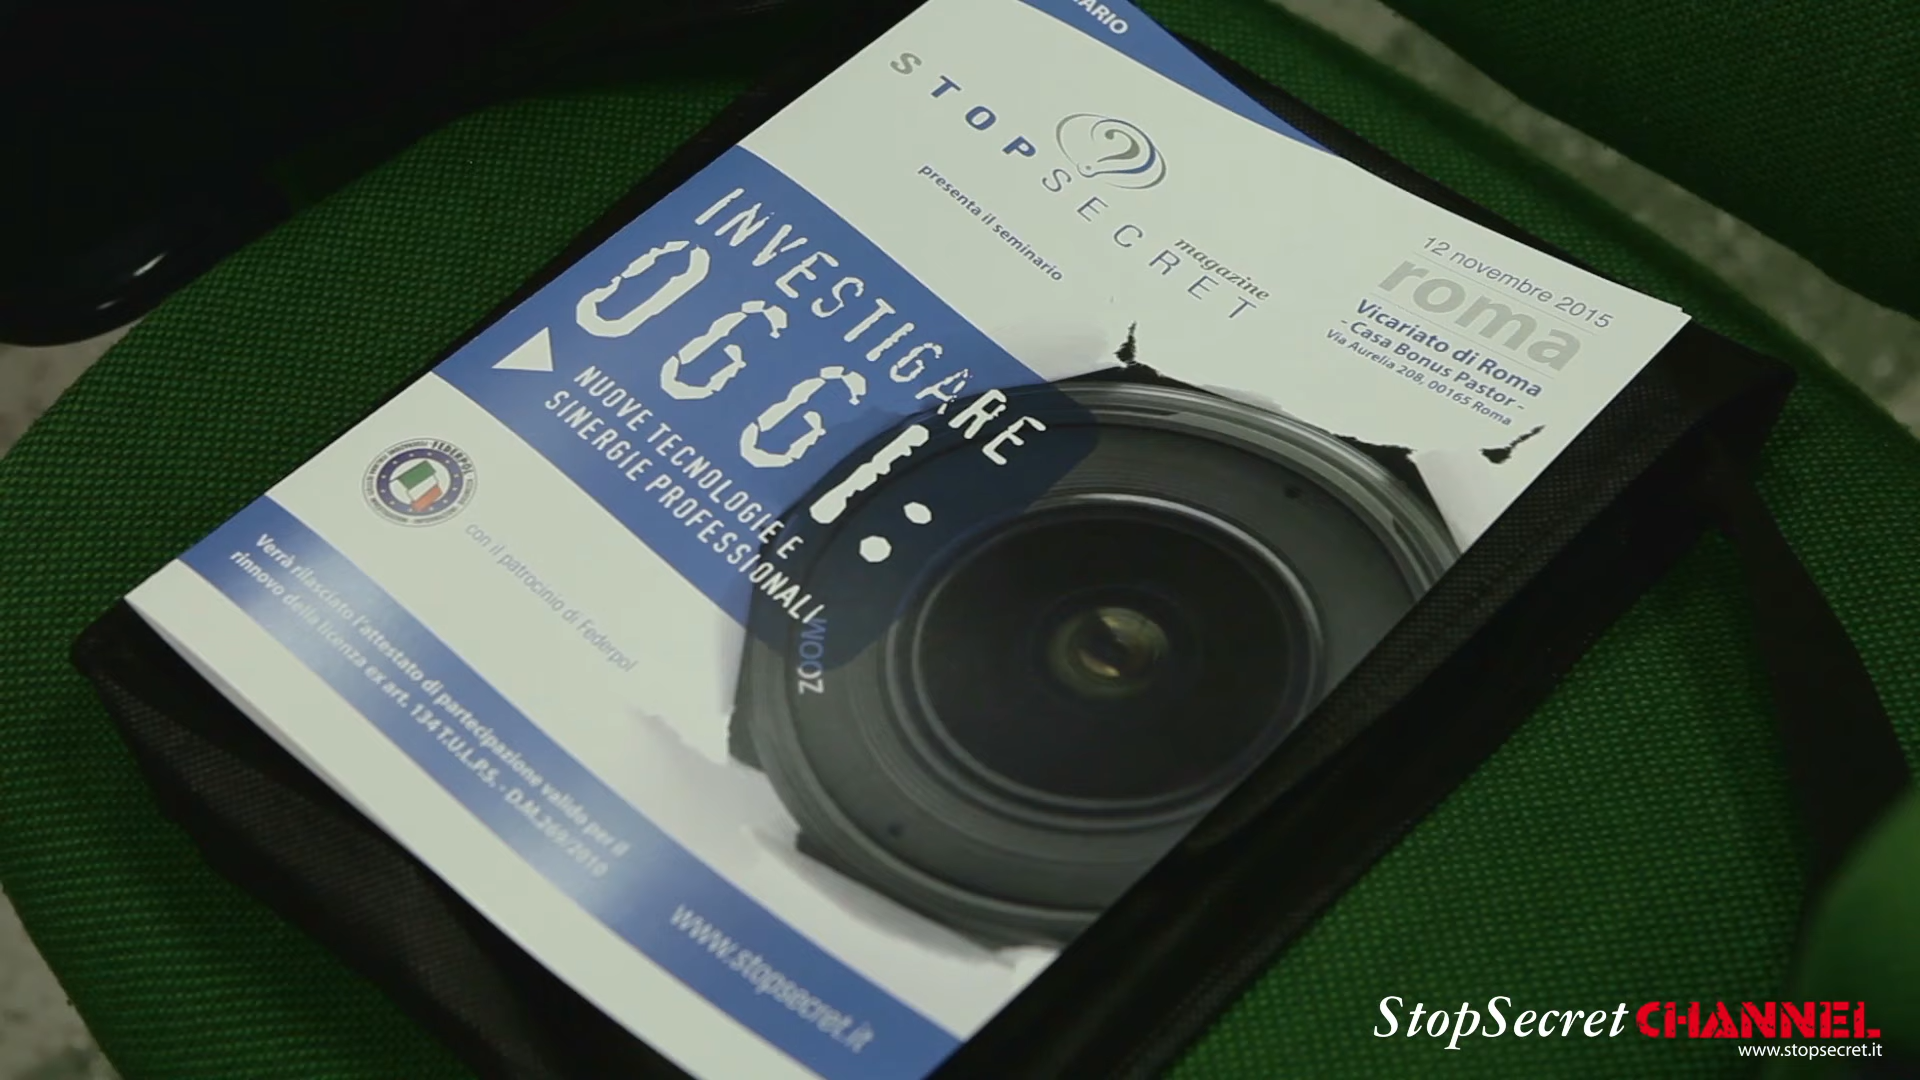 STOPSECRET
magazine
presenta il seminario
12 novembre 2015
roma
Vicariato di Roma
- Casa Bonus Pastor -
Via Aurelia 208, 00165 Roma
INVESTIGARE
OGGI:
NUOVE TECNOLOGIE E
SINERGIE PROFESSIONALI
ZOOM
FEDERPOL
con il patrocinio di Federpol
Verrà rilasciato l'attestato di partecipazione valido per il
rinnovo della licenza ex art. 134 T.U.L.P.S. - D.M. 269/2010
www.stopsecret.it
StopSecret CHANNEL
www.stopsecret.it